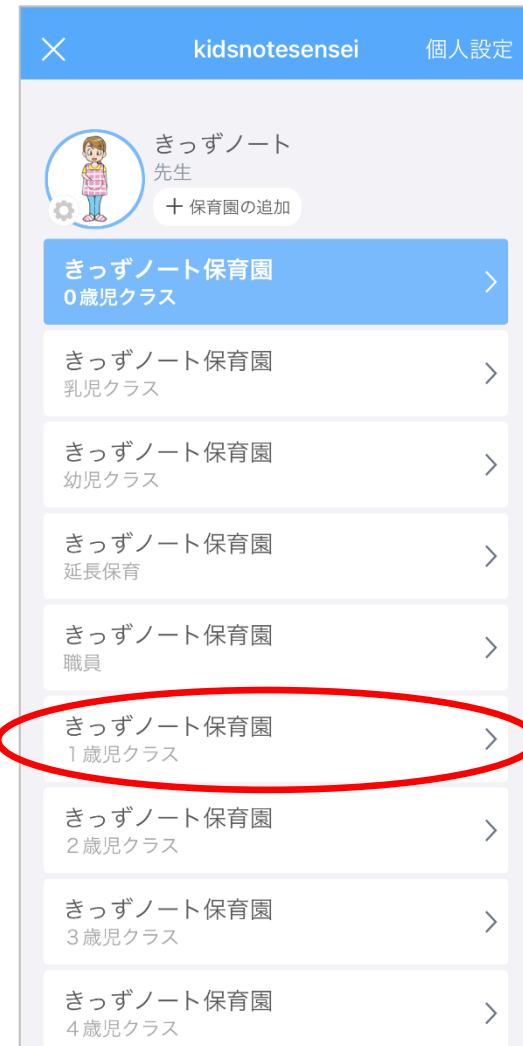 kidsnotesensei
個人設定
きっずノート
先生
＋ 保育園の追加
きっずノート保育園
0歳児クラス
きっずノート保育園
乳児クラス
きっずノート保育園
幼児クラス
きっずノート保育園
延長保育
きっずノート保育園
職員
きっずノート保育園
１歳児クラス
きっずノート保育園
２歳児クラス
きっずノート保育園
３歳児クラス
きっずノート保育園
４歳児クラス